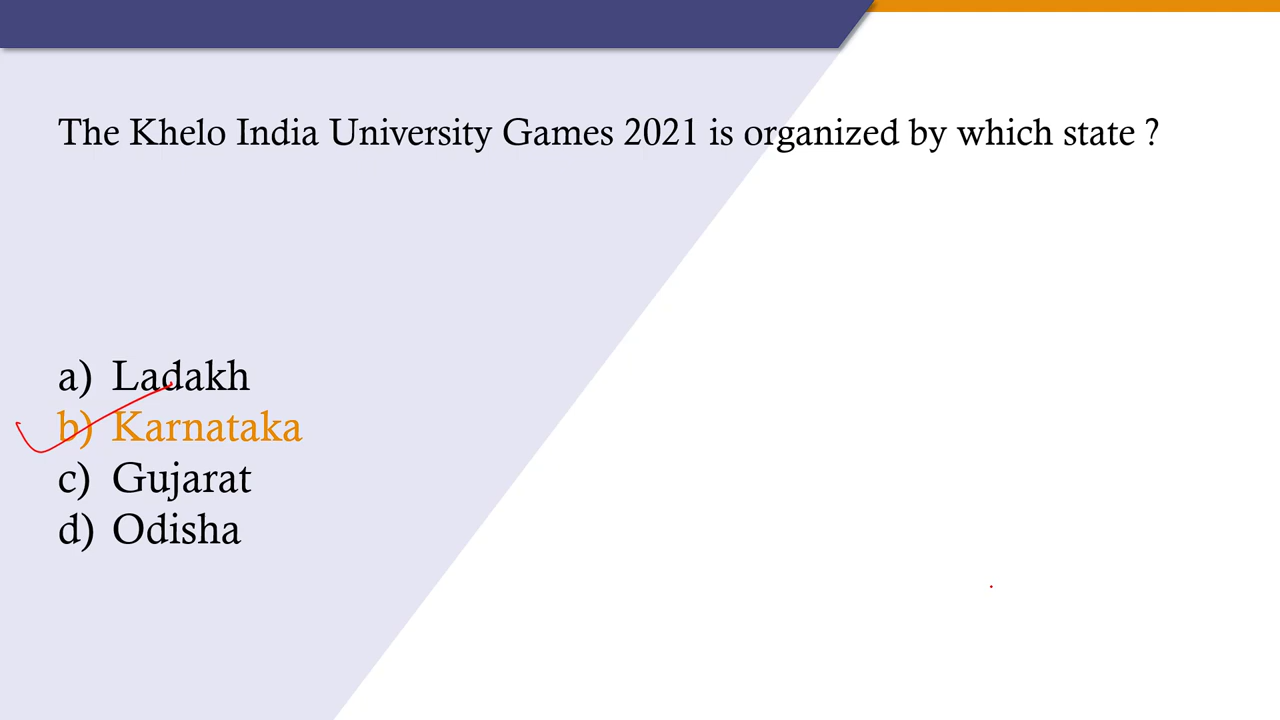 The Khelo India University Games 2021 is organized by which state ?
a) Ladakh
b) Karnataka
c) Gujarat
d) Odisha